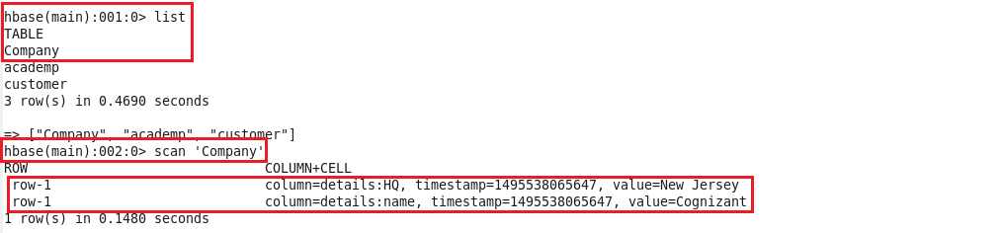 hbase(main):001:0> list
TABLE
Company
academp
customer
3 row(s) in 0.4690 seconds
=> ["Company", "academp", "customer"]
hbase(main):002:0> scan 'Company'
ROW COLUMN+CELL
row-1 column=details:HQ, timestamp=1495538065647, value=New Jersey
row-1 column=details:name, timestamp=1495538065647, value=Cognizant
1 row(s) in 0.1480 seconds